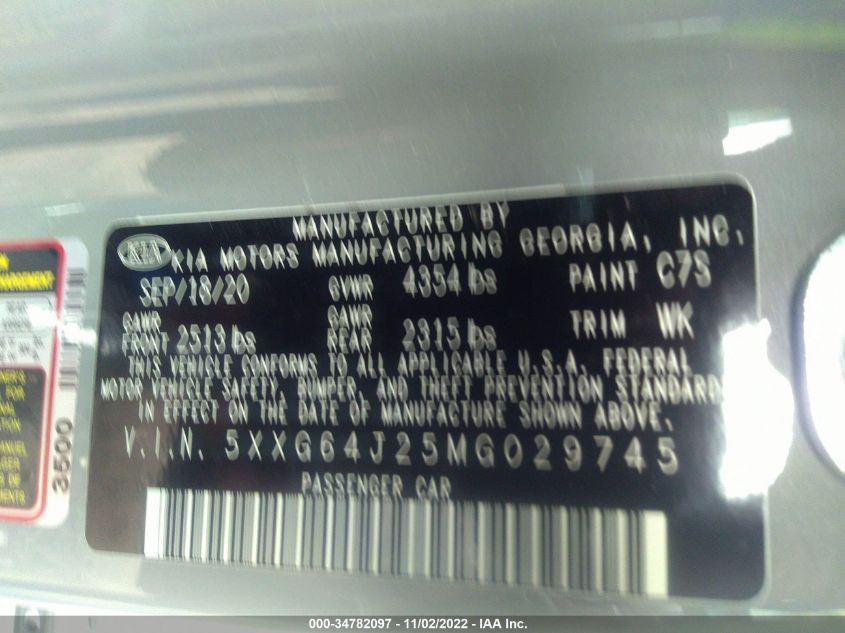 MANUFACTURED BY
KIA KIA MOTORS MANUFACTURING GEORGIA, INC.
SEP/18/20 GVWR 4354 lbs PAINT C7S
GAWR FRONT 2513 lbs GAWR REAR 2315 lbs TRIM WK
THIS VEHICLE CONFORMS TO ALL APPLICABLE U.S.A. FEDERAL
MOTOR VEHICLE SAFETY, BUMPER, AND THEFT PREVENTION STANDARD
IN EFFECT ON THE DATE OF MANUFACTURE SHOWN ABOVE.
V.I.N. 5XXG64J25MG029745
PASSENGER CAR
3500
000-34782097 - 11/02/2022 - IAA Inc.